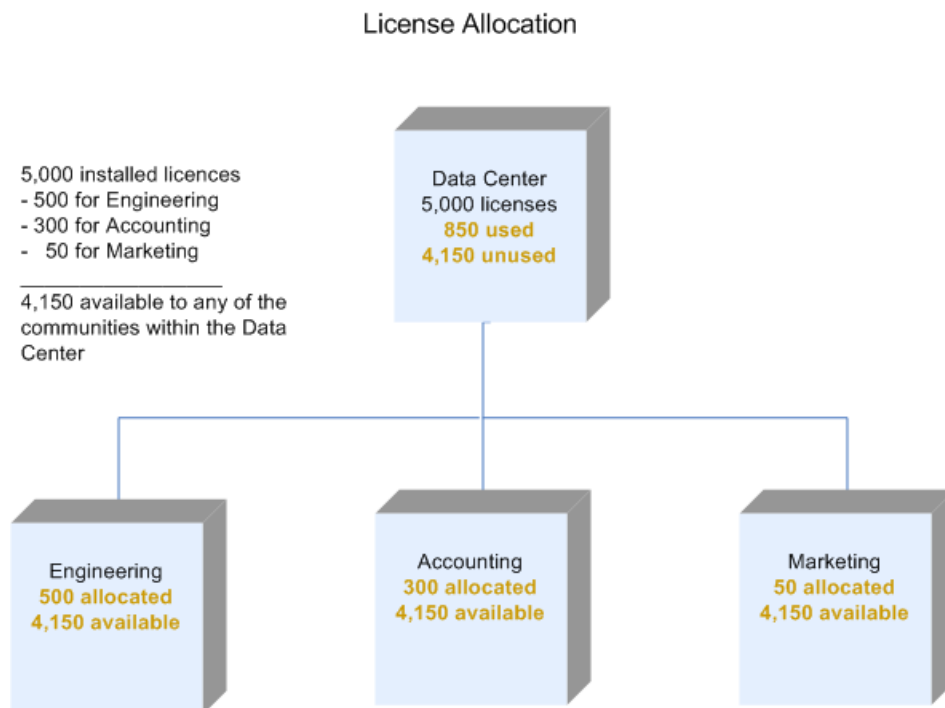 License Allocation
5,000 installed licences
- 500 for Engineering
- 300 for Accounting
-   50 for Marketing
4,150 available to any of the
communities within the Data
Center
Data Center
5,000 licenses
850 used
4,150 unused
Engineering
500 allocated
4,150 available
Accounting
300 allocated
4,150 available
Marketing
50 allocated
4,150 available